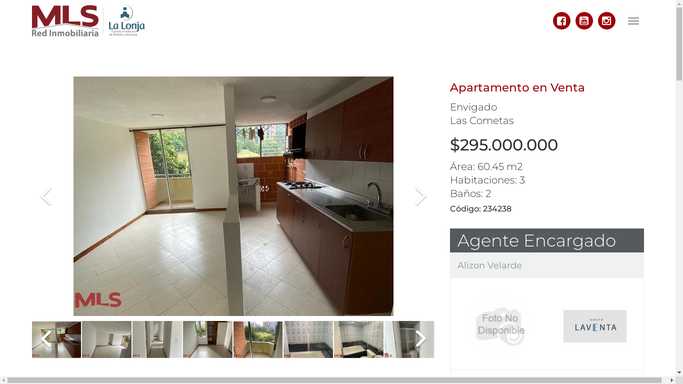 MLS
Red Inmobiliaria
La Lonja
Apartamento en Venta
Envigado
Las Cometas
$295.000.000
Área: 60.45 m2
Habitaciones: 3
Baños: 2
Código: 234238
Agente Encargado
Alizon Velarde
MLS
Foto No
Disponible
LAVENTA